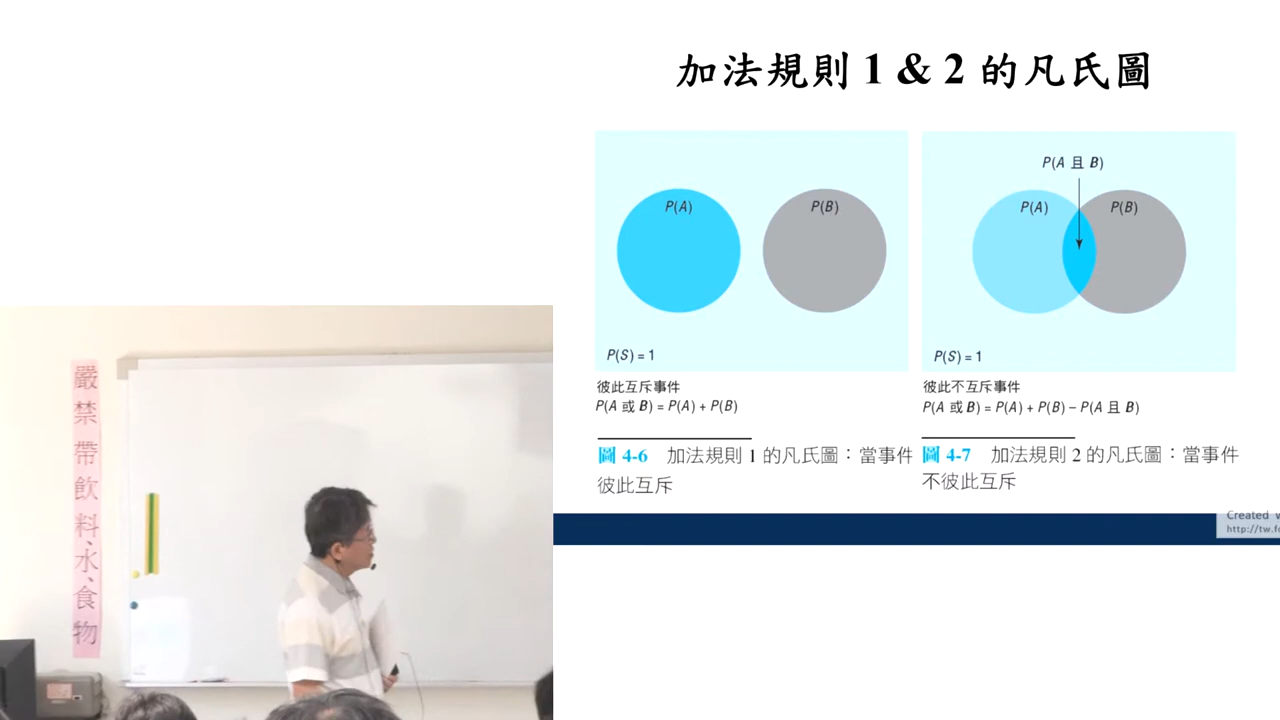 加法規則 1 & 2 的凡氏圖
P(A)
P(B)
P(S) = 1
彼此互斥事件
P(A 或 B) = P(A) + P(B)
圖 4-6 加法規則 1 的凡氏圖：當事件
彼此互斥
P(A 且 B)
P(A)
P(B)
P(S) = 1
彼此不互斥事件
P(A 或 B) = P(A) + P(B) − P(A 且 B)
圖 4-7 加法規則 2 的凡氏圖：當事件
不彼此互斥
Created
http://tw.
嚴禁帶飲料、水、食物